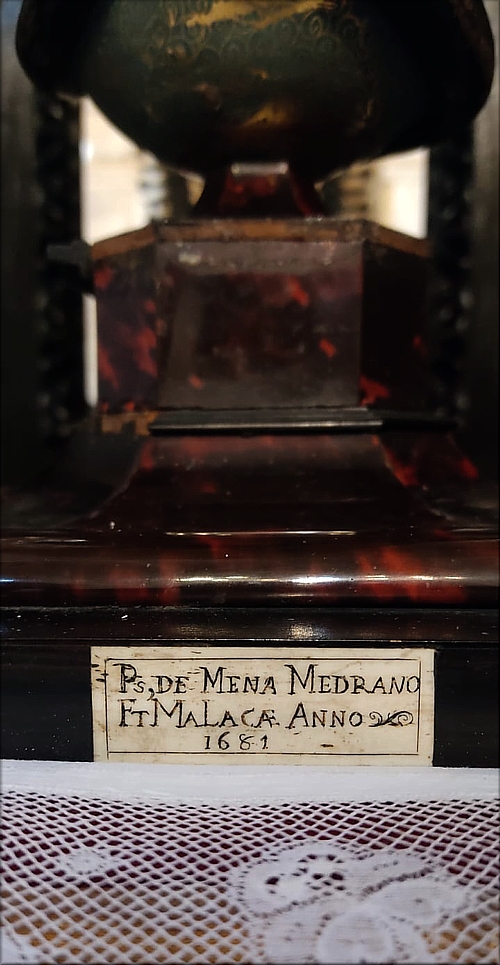 Ps, DE MENA MEDRANO
FT MALACÆ ANNO
1681